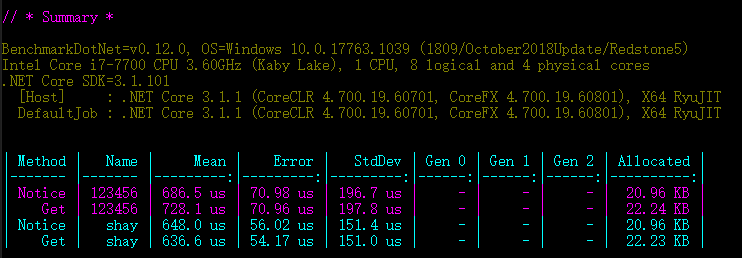 // * Summary *
BenchmarkDotNet=v0.12.0, OS=Windows 10.0.17763.1039 (1809/October2018Update/Redstone5)
Intel Core i7-7700 CPU 3.60GHz (Kaby Lake), 1 CPU, 8 logical and 4 physical cores
.NET Core SDK=3.1.101
  [Host]     : .NET Core 3.1.1 (CoreCLR 4.700.19.60701, CoreFX 4.700.19.60801), X64 RyuJIT
  DefaultJob : .NET Core 3.1.1 (CoreCLR 4.700.19.60701, CoreFX 4.700.19.60801), X64 RyuJIT
| Method |   Name |     Mean |    Error |   StdDev | Gen 0 | Gen 1 | Gen 2 | Allocated |
|------- |------- |---------:|---------:|---------:|------:|------:|------:|----------:|
| Notice | 123456 | 686.5 us | 70.98 us | 196.7 us |     - |     - |     - |  20.96 KB |
|    Get | 123456 | 728.1 us | 70.96 us | 197.8 us |     - |     - |     - |  22.24 KB |
| Notice |   shay | 648.0 us | 56.02 us | 151.4 us |     - |     - |     - |  20.96 KB |
|    Get |   shay | 636.6 us | 54.17 us | 151.0 us |     - |     - |     - |  22.23 KB |